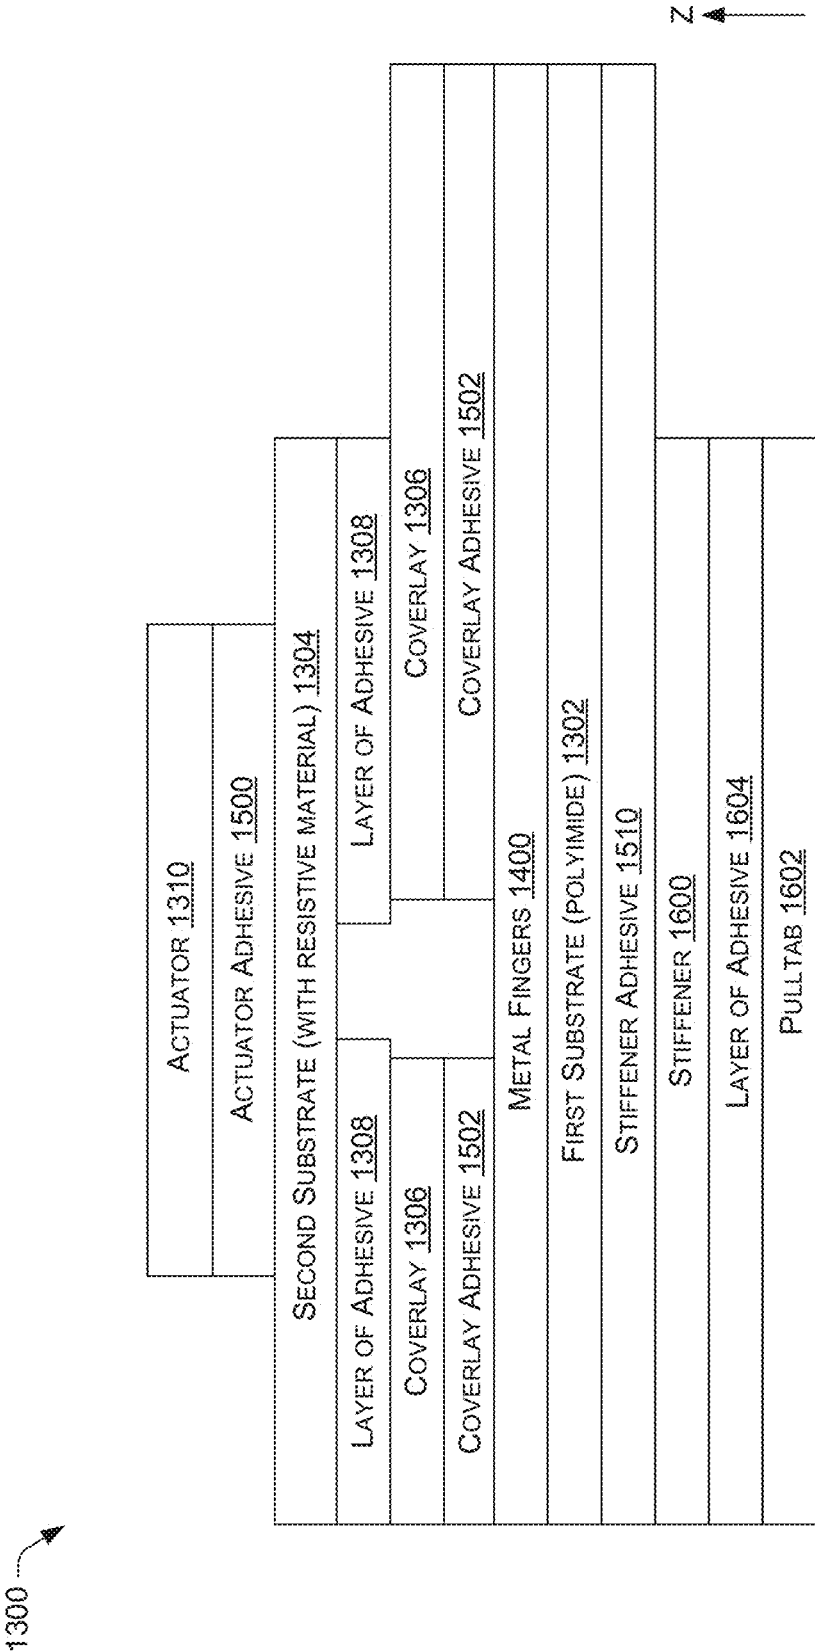 1300
Z
ACTUATOR 1310
ACTUATOR ADHESIVE 1500
SECOND SUBSTRATE (WITH RESISTIVE MATERIAL) 1304
LAYER OF ADHESIVE 1308
LAYER OF ADHESIVE 1308
COVERLAY 1306
COVERLAY 1306
COVERLAY ADHESIVE 1502
COVERLAY ADHESIVE 1502
METAL FINGERS 1400
FIRST SUBSTRATE (POLYIMIDE) 1302
STIFFENER ADHESIVE 1510
STIFFENER 1600
LAYER OF ADHESIVE 1604
PULLTAB 1602